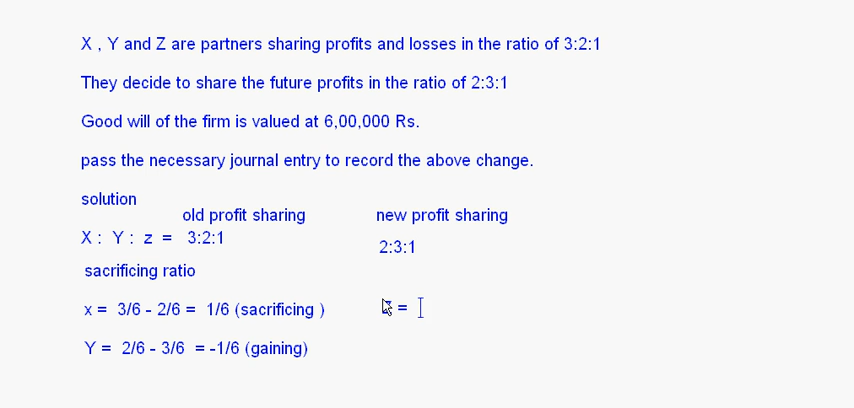 X , Y and Z are partners sharing profits and losses in the ratio of 3:2:1
They decide to share the future profits in the ratio of 2:3:1
Good will of the firm is valued at 6,00,000 Rs.
pass the necessary journal entry to record the above change.
solution
old profit sharing new profit sharing
X : Y : z = 3:2:1
2:3:1
sacrificing ratio
x = 3/6 - 2/6 = 1/6 (sacrificing ) =
Y = 2/6 - 3/6 = -1/6 (gaining)